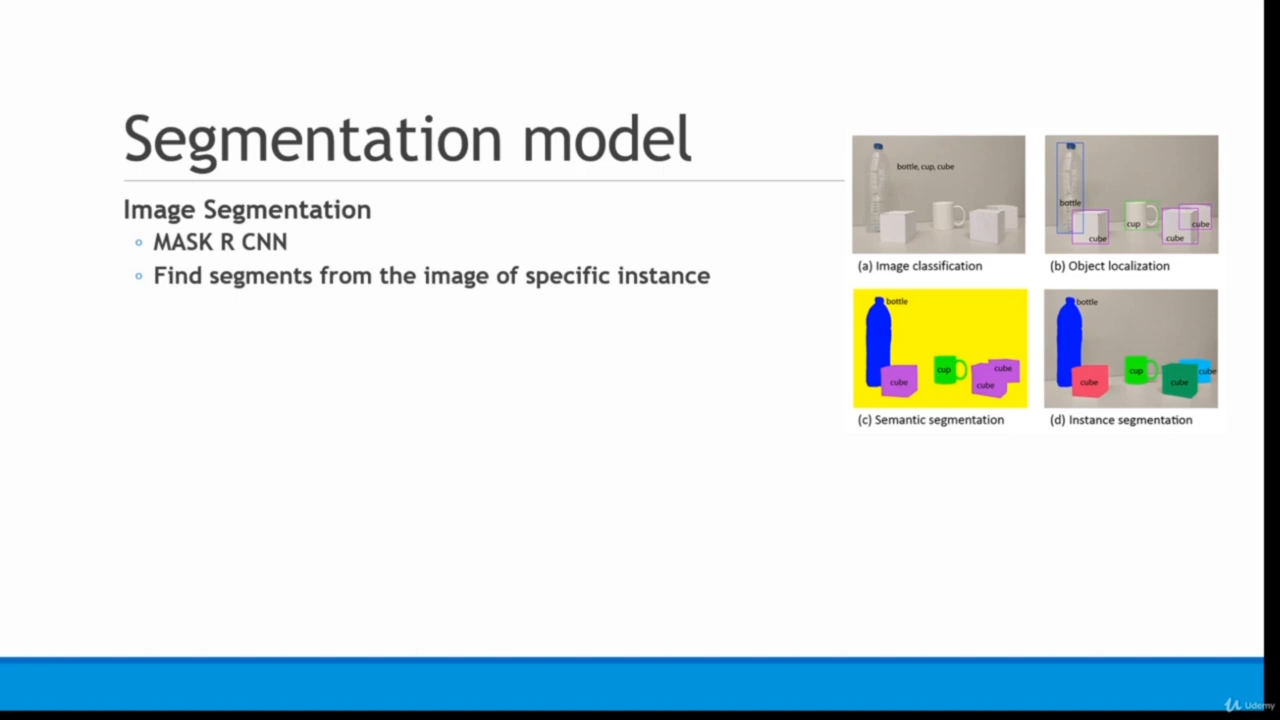 Segmentation model
Image Segmentation
MASK R CNN
Find segments from the image of specific instance
bottle, cup, cube
(a) Image classification
bottle
cup
cube
cube
cube
(b) Object localization
bottle
cube
cup
cube
cube
(c) Semantic segmentation
bottle
cube
cup
cube
cube
(d) Instance segmentation
Udemy